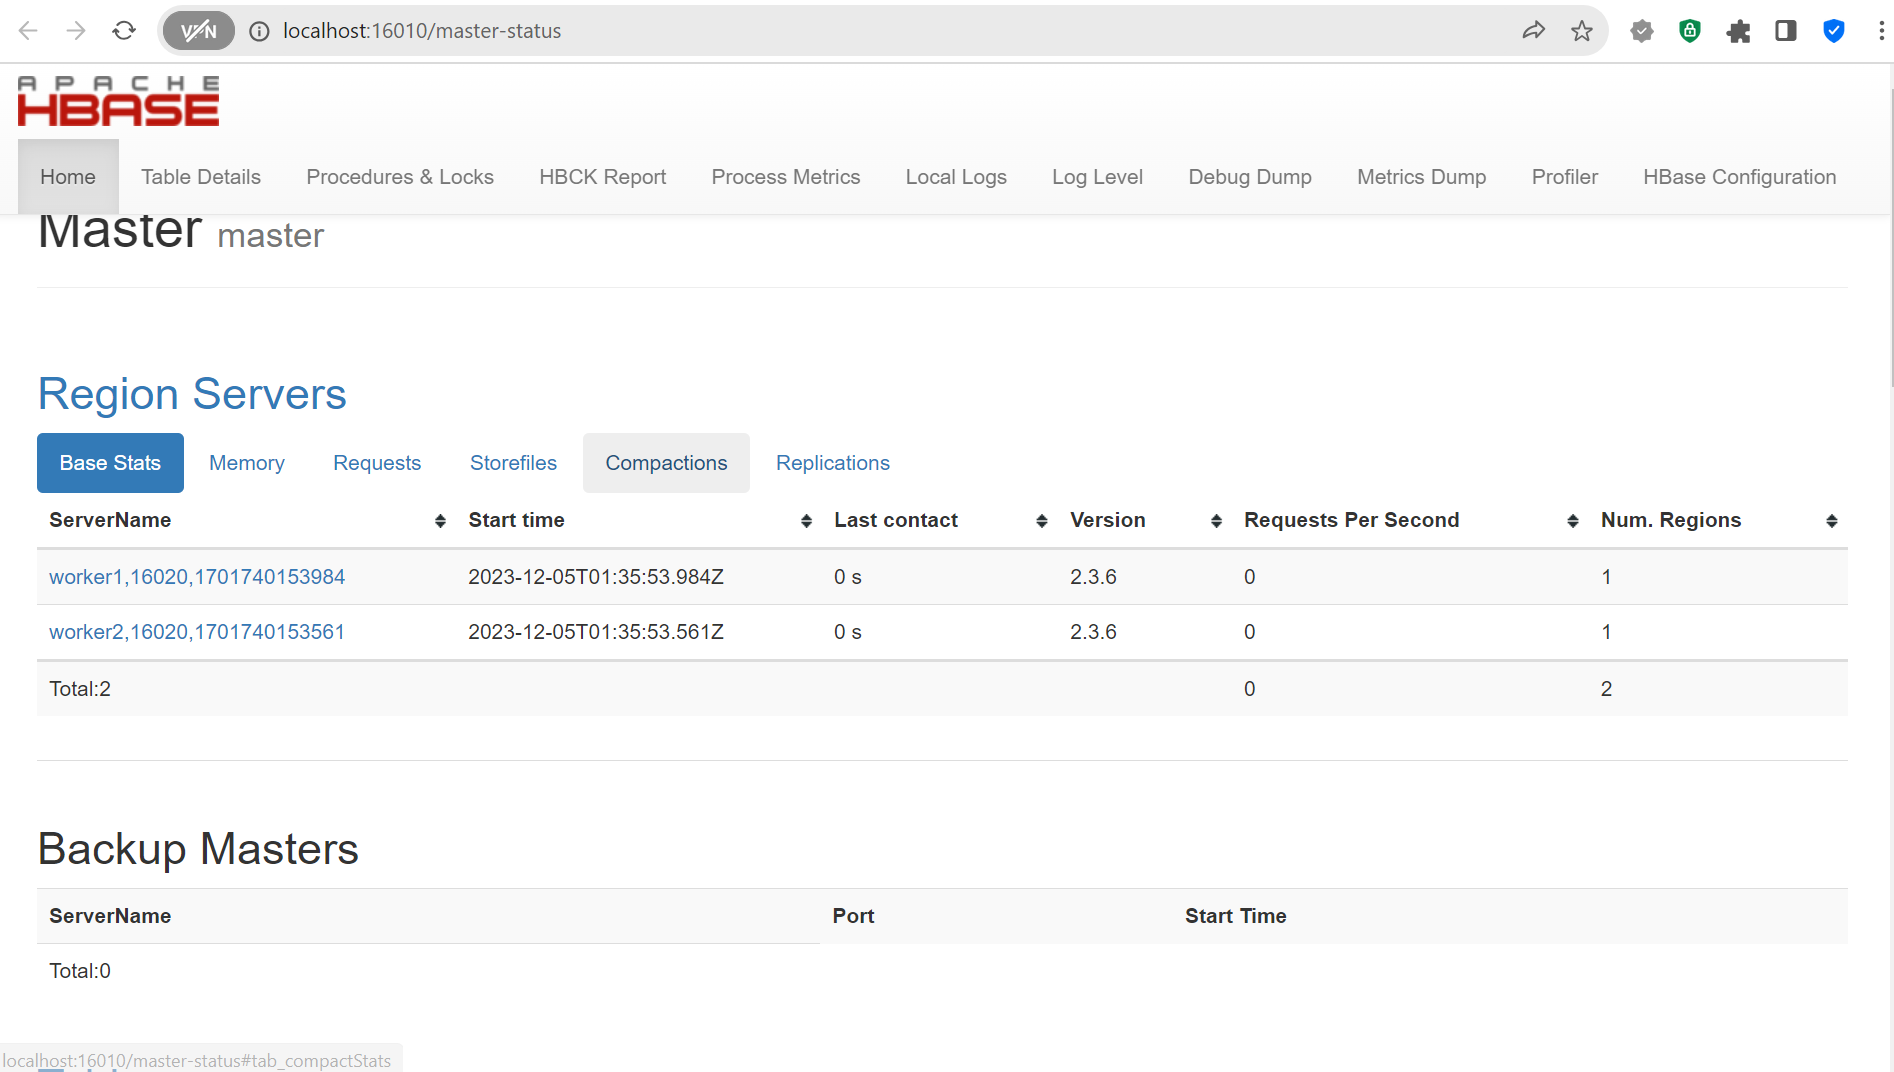 VPN localhost:16010/master-status
APACHE
HBASE
Home Table Details Procedures & Locks HBCK Report Process Metrics Local Logs Log Level Debug Dump Metrics Dump Profiler HBase Configuration
Master master
Region Servers
Base Stats Memory Requests Storefiles Compactions Replications
ServerName Start time Last contact Version Requests Per Second Num. Regions
worker1,16020,1701740153984 2023-12-05T01:35:53.984Z 0 s 2.3.6 0 1
worker2,16020,1701740153561 2023-12-05T01:35:53.561Z 0 s 2.3.6 0 1
Total:2 0 2
Backup Masters
ServerName Port Start Time
Total:0
localhost:16010/master-status#tab_compactStats